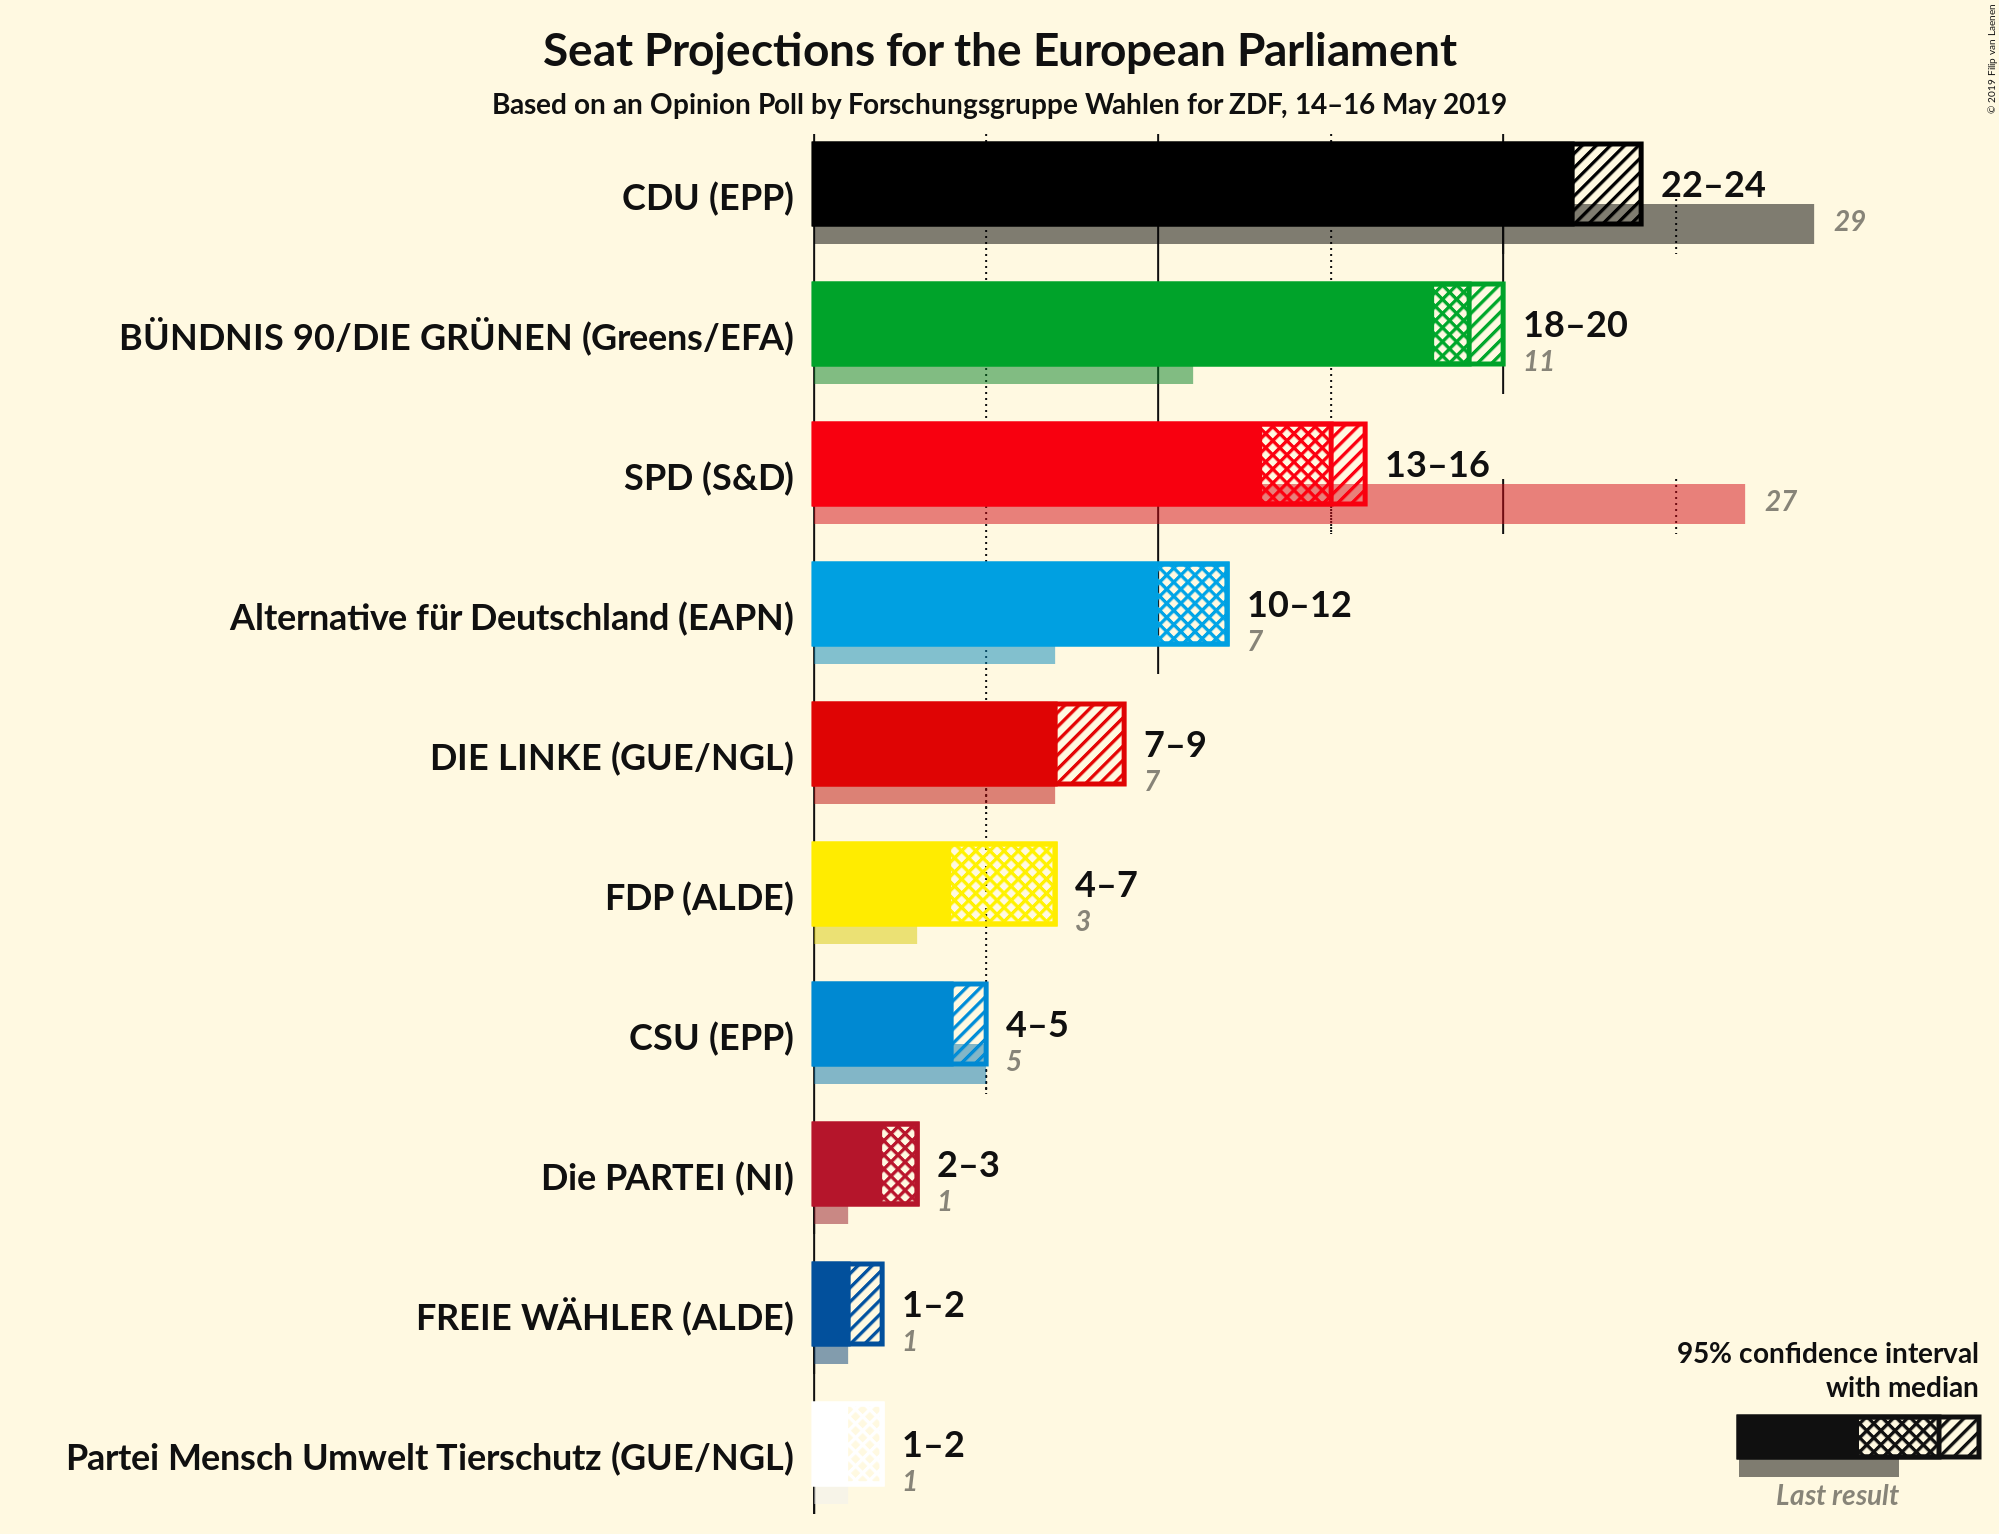 Seat Projections for the European Parliament
Based on an Opinion Poll by Forschungsgruppe Wahlen for ZDF, 14–16 May 2019
© 2019 Filip van Laenen
CDU (EPP)
22–24
29
BÜNDNIS 90/DIE GRÜNEN (Greens/EFA)
18–20
11
SPD (S&D)
13–16
27
Alternative für Deutschland (EAPN)
10–12
7
DIE LINKE (GUE/NGL)
7–9
7
FDP (ALDE)
4–7
3
CSU (EPP)
4–5
5
Die PARTEI (NI)
2–3
1
FREIE WÄHLER (ALDE)
1–2
1
Partei Mensch Umwelt Tierschutz (GUE/NGL)
1–2
1
95% confidence interval
with median
Last result